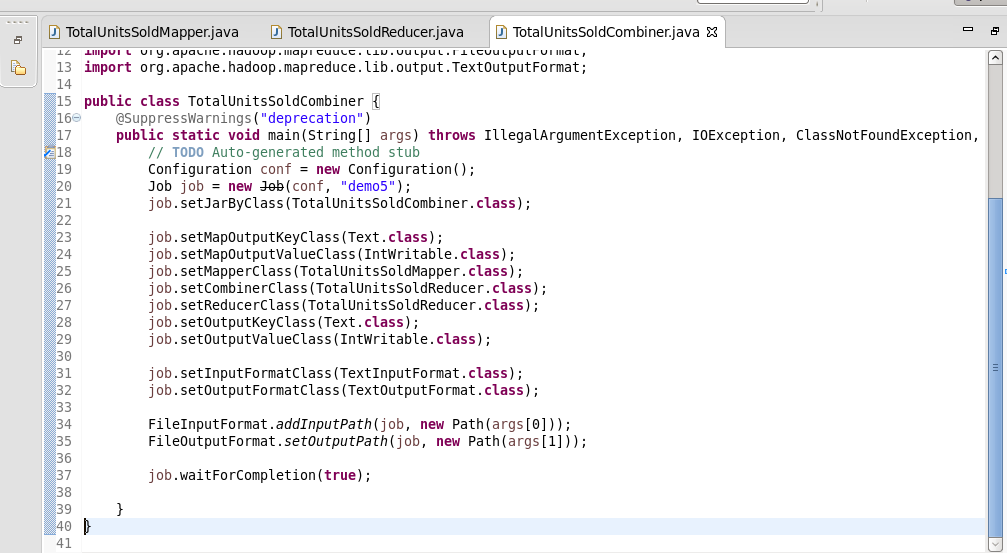 TotalUnitsSoldMapper.java TotalUnitsSoldReducer.java TotalUnitsSoldCombiner.java
12 import org.apache.hadoop.mapreduce.lib.output.FileOutputFormat;
13 import org.apache.hadoop.mapreduce.lib.output.TextOutputFormat;
14
15 public class TotalUnitsSoldCombiner {
16 @SuppressWarnings("deprecation")
17 public static void main(String[] args) throws IllegalArgumentException, IOException, ClassNotFoundException,
18 // TODO Auto-generated method stub
19 Configuration conf = new Configuration();
20 Job job = new Job(conf, "demo5");
21 job.setJarByClass(TotalUnitsSoldCombiner.class);
22
23 job.setMapOutputKeyClass(Text.class);
24 job.setMapOutputValueClass(IntWritable.class);
25 job.setMapperClass(TotalUnitsSoldMapper.class);
26 job.setCombinerClass(TotalUnitsSoldReducer.class);
27 job.setReducerClass(TotalUnitsSoldReducer.class);
28 job.setOutputKeyClass(Text.class);
29 job.setOutputValueClass(IntWritable.class);
30
31 job.setInputFormatClass(TextInputFormat.class);
32 job.setOutputFormatClass(TextOutputFormat.class);
33
34 FileInputFormat.addInputPath(job, new Path(args[0]));
35 FileOutputFormat.setOutputPath(job, new Path(args[1]));
36
37 job.waitForCompletion(true);
38
39 }
40 }
41